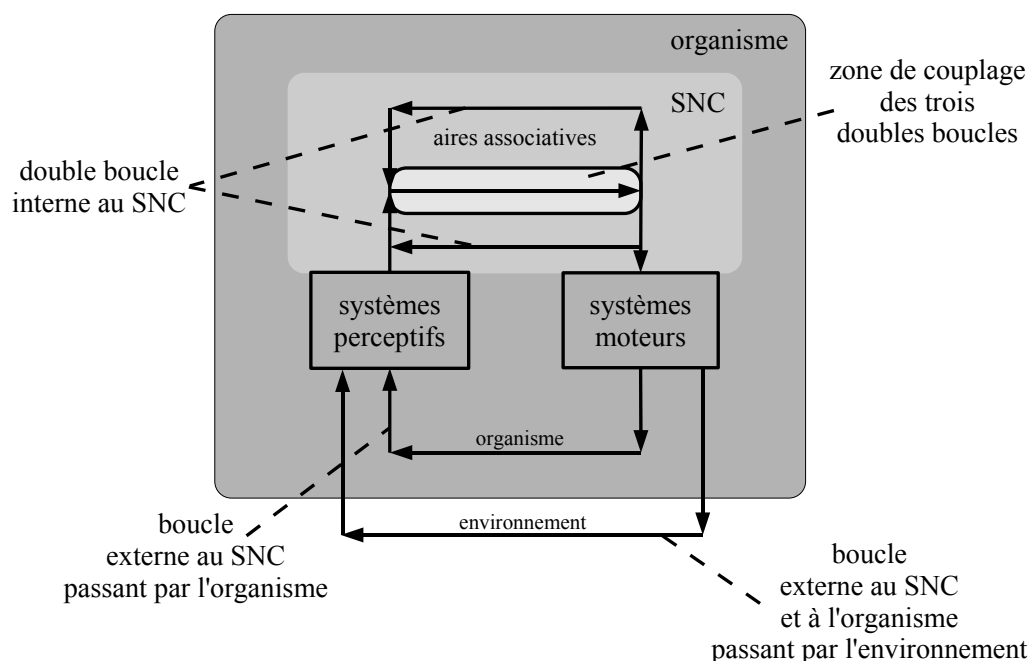 organisme
zone de couplage
des trois
doubles boucles
SNC
aires associatives
double boucle
interne au SNC
systèmes
perceptifs
systèmes
moteurs
organisme
environnement
boucle
externe au SNC
passant par l'organisme
boucle
externe au SNC
et à l'organisme
passant par l'environnement